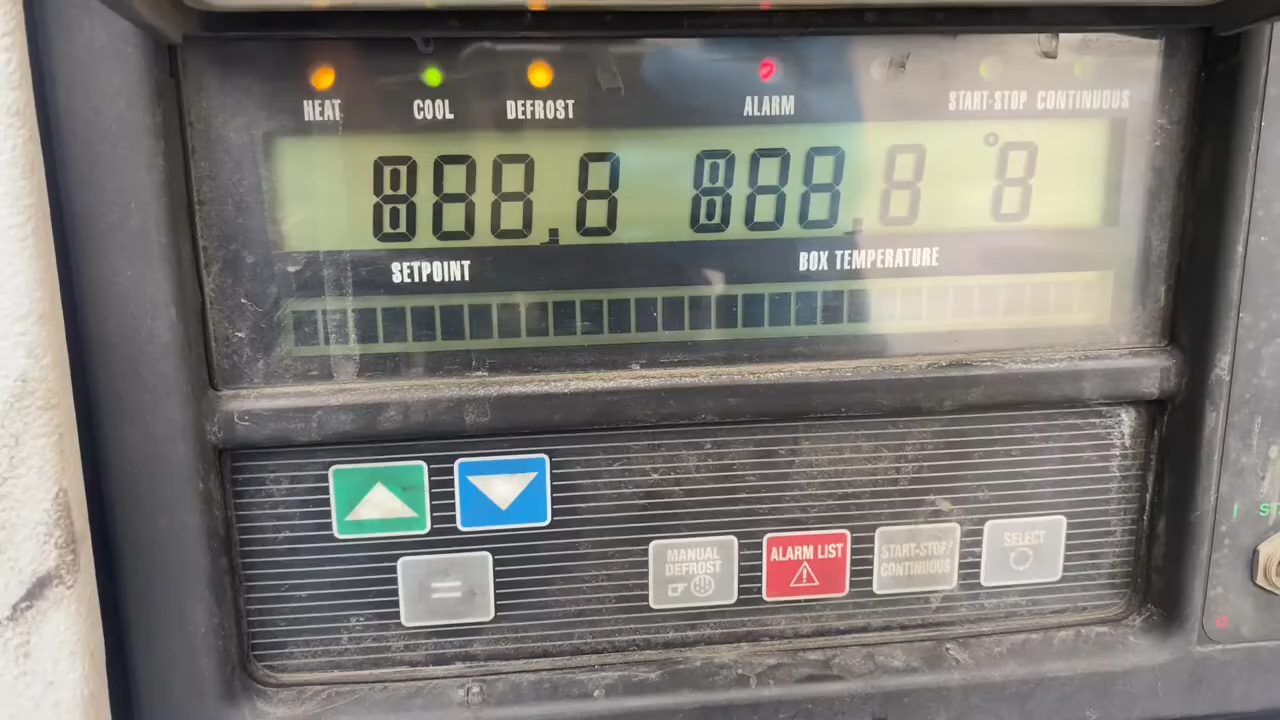 HEAT COOL DEFROST ALARM START-STOP CONTINUOUS
888.8 888.8 °8
SETPOINT BOX TEMPERATURE
=
MANUAL DEFROST
ALARM LIST
START-STOP/
CONTINUOUS
SELECT